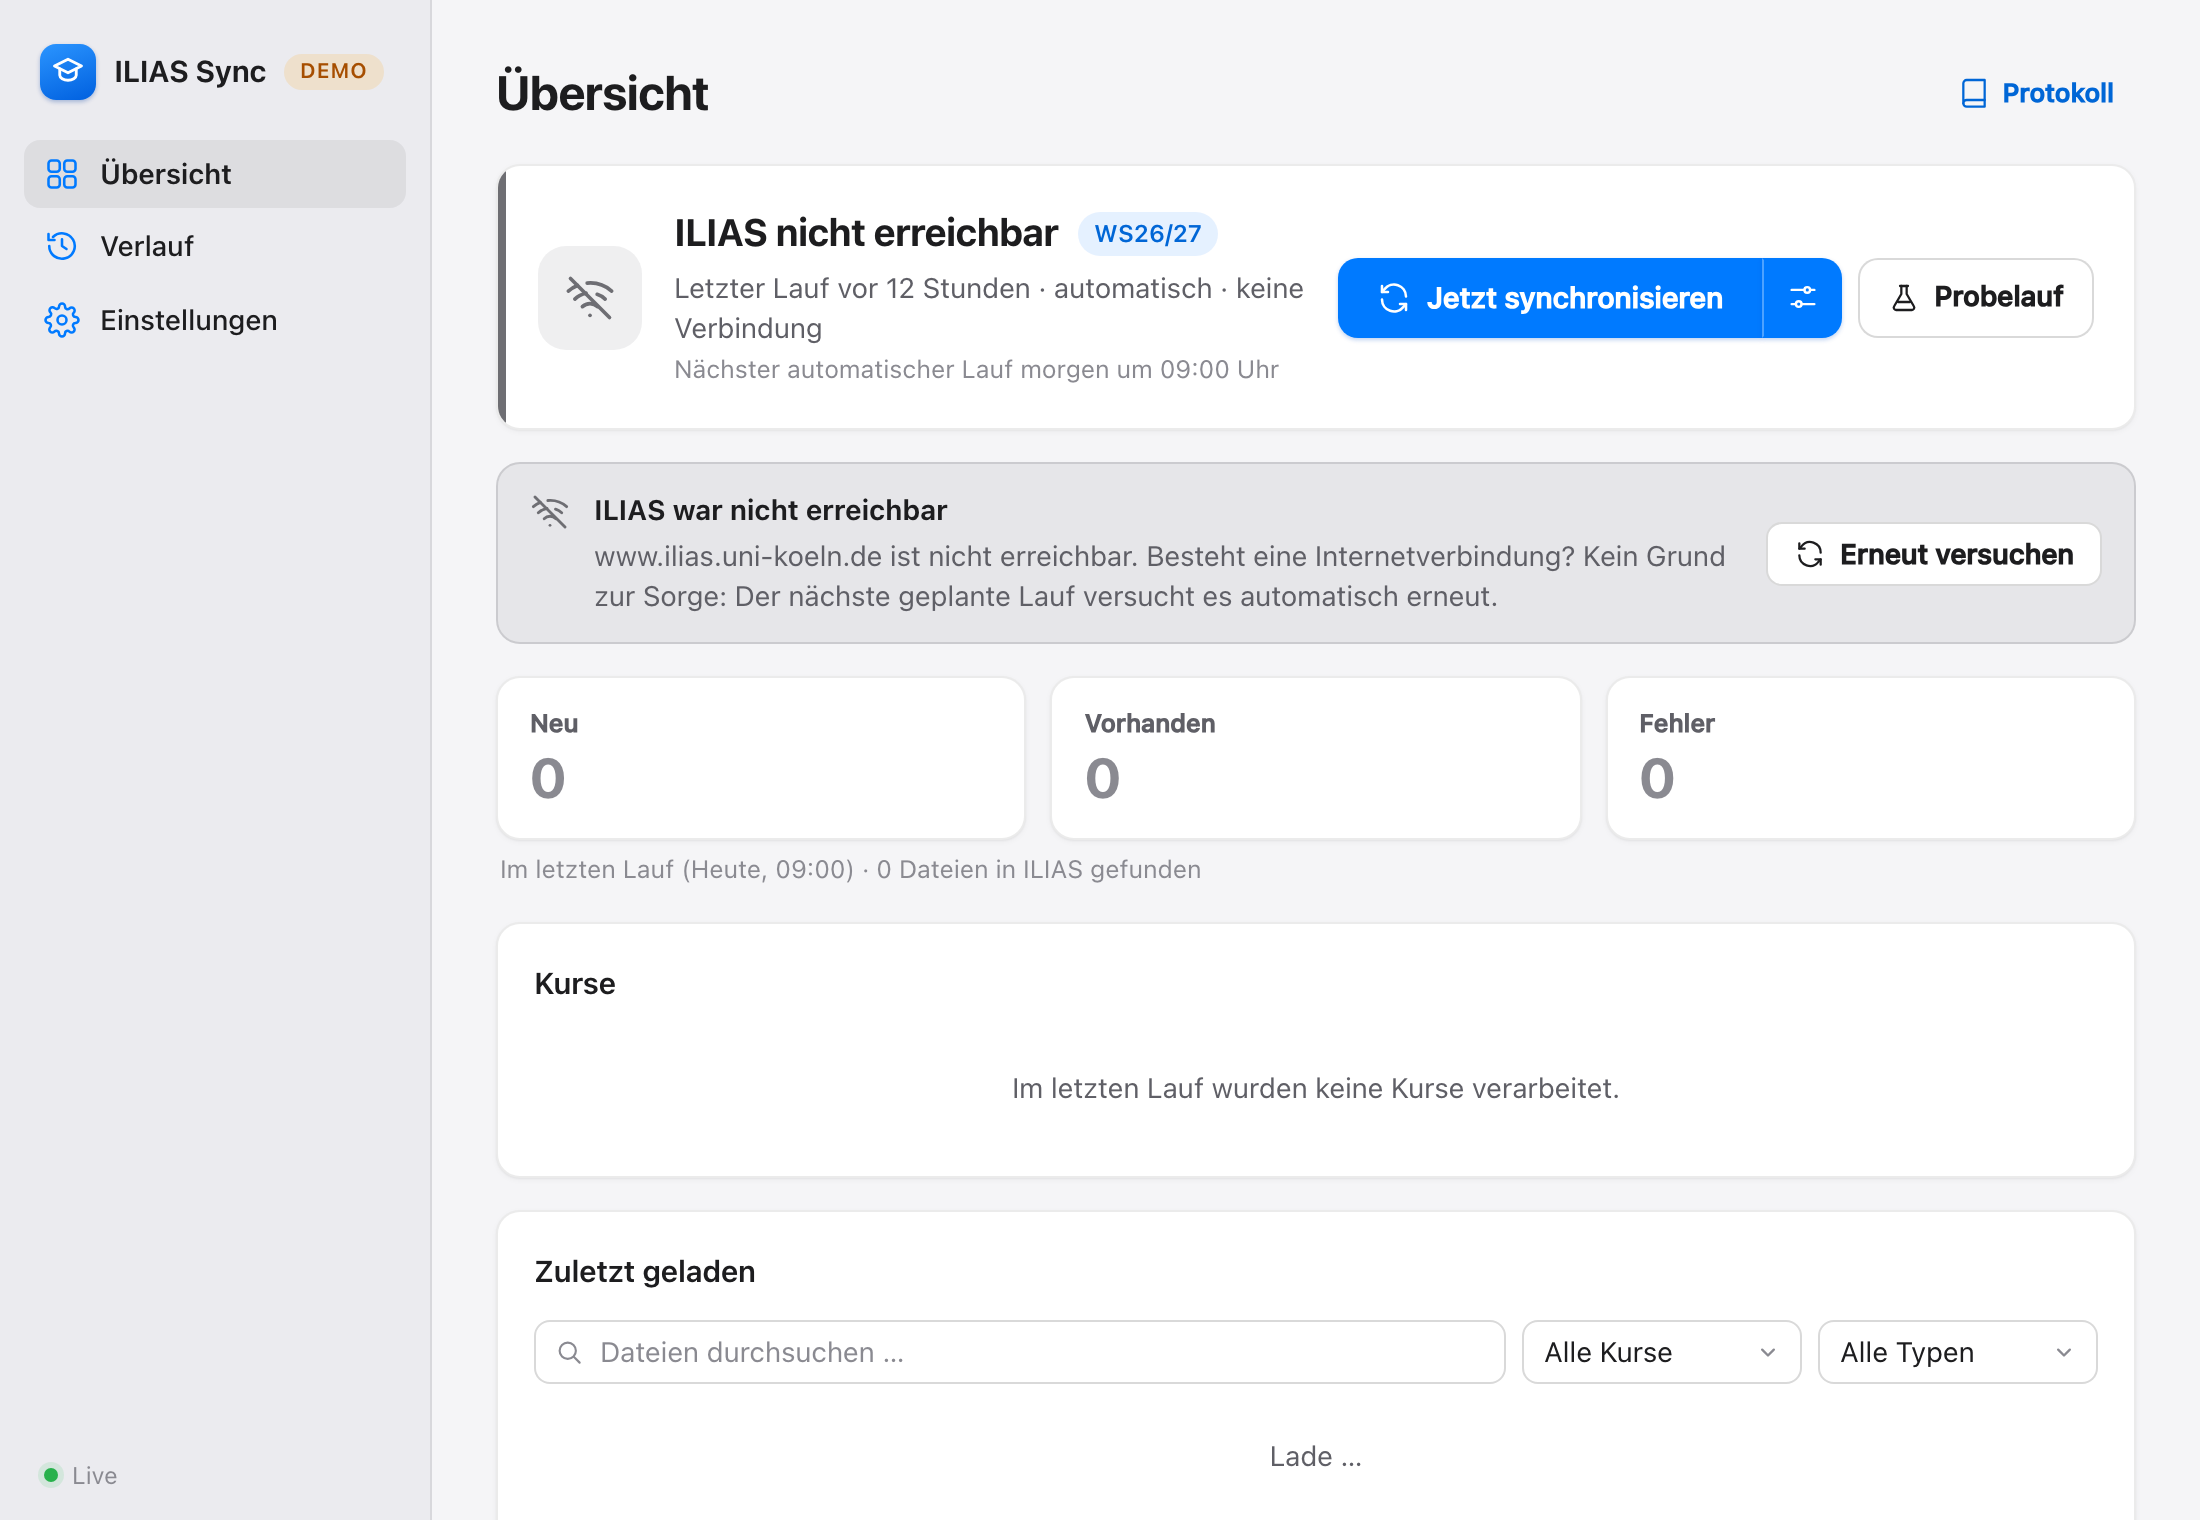 ILIAS Sync DEMO
Übersicht
Verlauf
Einstellungen
Live
Übersicht
Protokoll
ILIAS nicht erreichbar WS26/27
Letzter Lauf vor 12 Stunden · automatisch · keine
Verbindung
Nächster automatischer Lauf morgen um 09:00 Uhr
Jetzt synchronisieren
Probelauf
ILIAS war nicht erreichbar
www.ilias.uni-koeln.de ist nicht erreichbar. Besteht eine Internetverbindung? Kein Grund
zur Sorge: Der nächste geplante Lauf versucht es automatisch erneut.
Erneut versuchen
Neu
0
Vorhanden
0
Fehler
0
Im letzten Lauf (Heute, 09:00) · 0 Dateien in ILIAS gefunden
Kurse
Im letzten Lauf wurden keine Kurse verarbeitet.
Zuletzt geladen
Dateien durchsuchen ...
Alle Kurse
Alle Typen
Lade ...